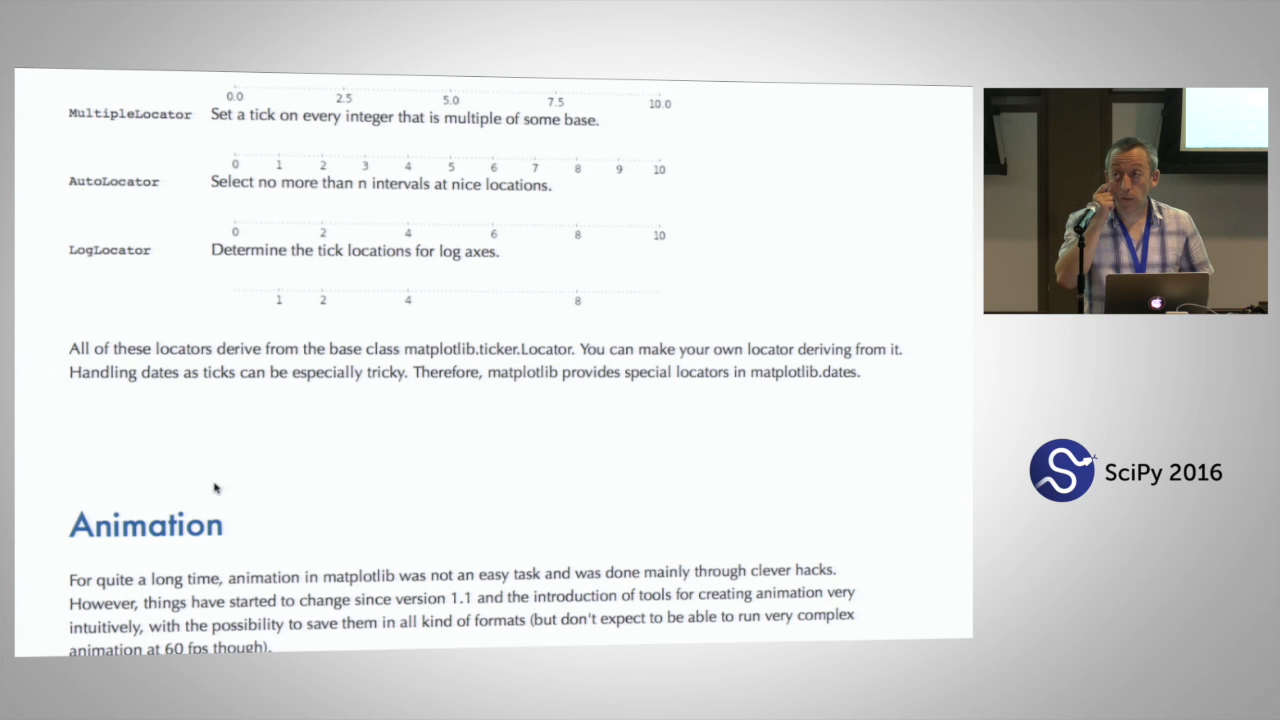 0.0 2.5 5.0 7.5 10.0
MultipleLocator Set a tick on every integer that is multiple of some base.
0 1 2 3 4 5 6 7 8 9 10
AutoLocator Select no more than n intervals at nice locations.
0 2 4 6 8 10
LogLocator Determine the tick locations for log axes.
1 2 4 8
All of these locators derive from the base class matplotlib.ticker.Locator. You can make your own locator deriving from it.
Handling dates as ticks can be especially tricky. Therefore, matplotlib provides special locators in matplotlib.dates.
Animation
For quite a long time, animation in matplotlib was not an easy task and was done mainly through clever hacks.
However, things have started to change since version 1.1 and the introduction of tools for creating animation very
intuitively, with the possibility to save them in all kind of formats (but don't expect to be able to run very complex
animation at 60 fps though).
SciPy 2016